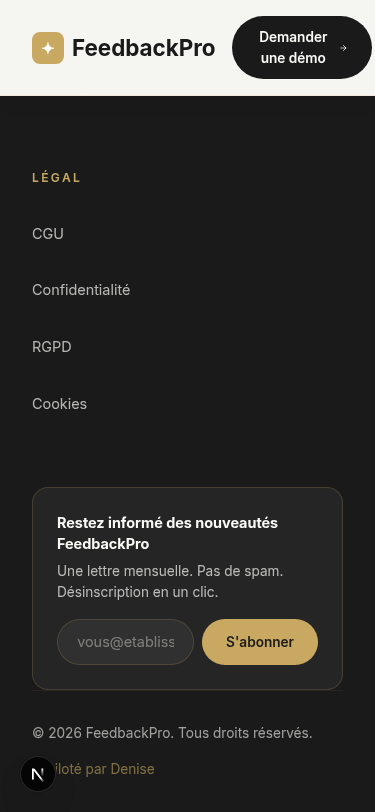 FeedbackPro
Demander
une démo
LÉGAL
CGU
Confidentialité
RGPD
Cookies
Restez informé des nouveautés
FeedbackPro
Une lettre mensuelle. Pas de spam.
Désinscription en un clic.
vous@etabliss
S'abonner
© 2026 FeedbackPro. Tous droits réservés.
N
par Denise